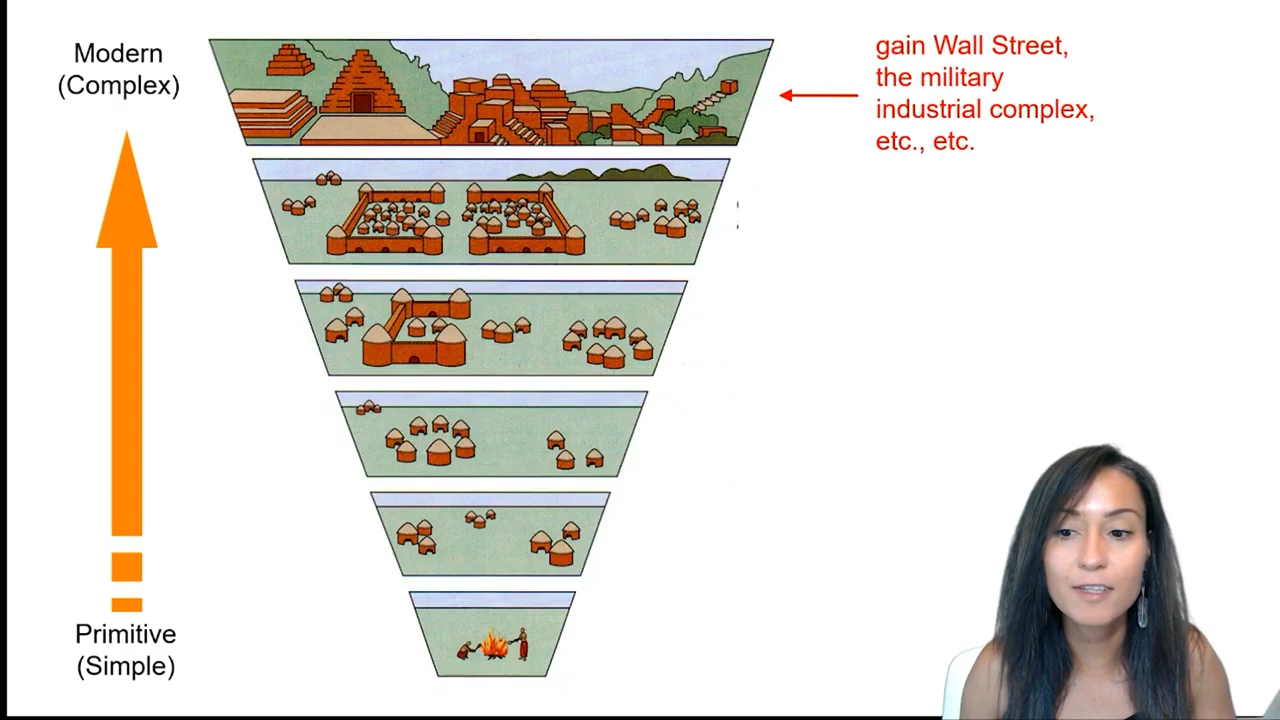 Modern
(Complex)
gain Wall Street,
the military
industrial complex,
etc., etc.
Primitive
(Simple)